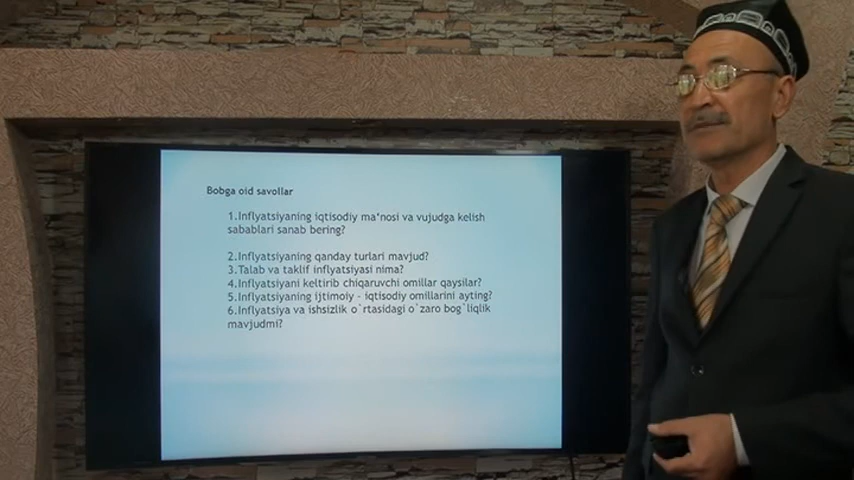 Bobga oid savollar
1.Inflyatsiyaning iqtisodiy ma‘nosi va vujudga kelish
sabablari sanab bering?
2.Inflyatsiyaning qanday turlari mavjud?
3.Talab va taklif inflyatsiyasi nima?
4.Inflyatsiyani keltirib chiqaruvchi omillar qaysilar?
5.Inflyatsiyaning ijtimoiy - iqtisodiy omillarini ayting?
6.Inflyatsiya va ishsizlik o`rtasidagi o`zaro bog`liqlik
mavjudmi?